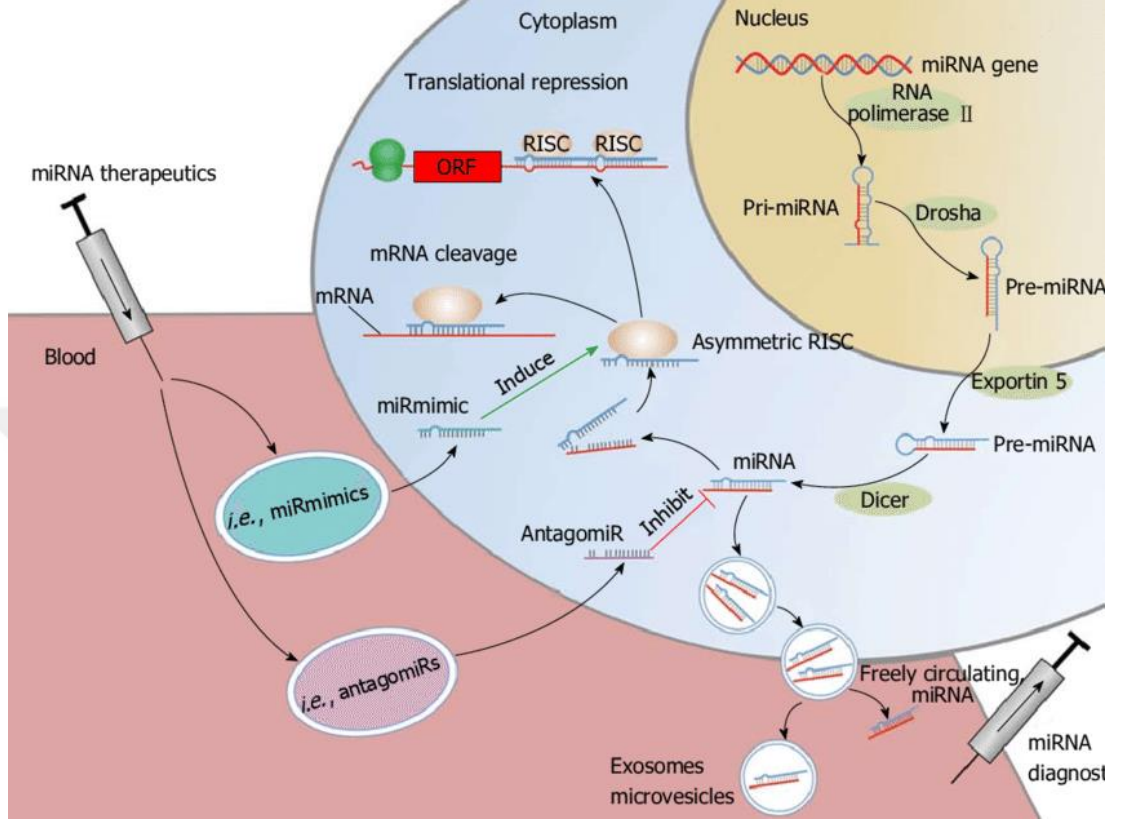 Cytoplasm
Nucleus
miRNA gene
RNA
polimerase II
Translational repression
RISC
RISC
ORF
miRNA therapeutics
Pri-miRNA
Drosha
mRNA cleavage
mRNA
Pre-miRNA
Asymmetric RISC
Blood
Induce
Exportin 5
miRmimic
Pre-miRNA
miRNA
Dicer
i.e., miRmimics
Inhibit
AntagomiR
i.e., antagomiRs
Freely circulating,
miRNA
miRNA
diagnost
Exosomes
microvesicles